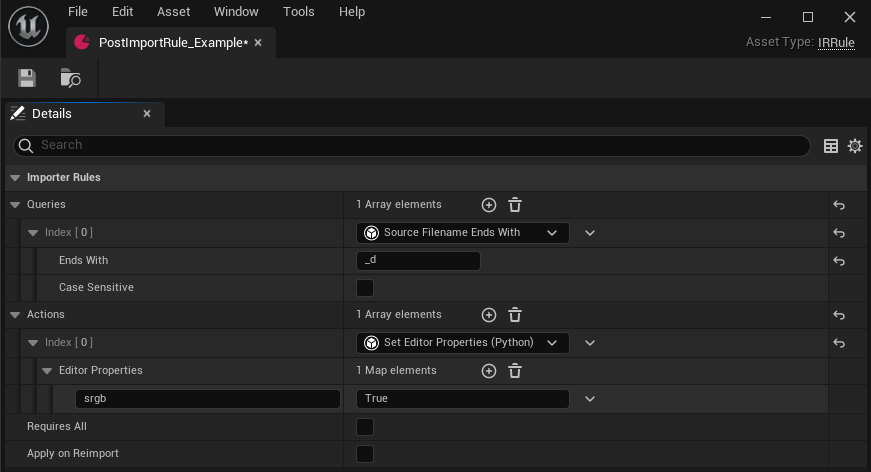 File Edit Asset Window Tools Help
PostImportRule_Example*
Asset Type: IRRule
Details
Search
Importer Rules
Queries 1 Array elements
Index [ 0 ] Source Filename Ends With
Ends With _d
Case Sensitive
Actions 1 Array elements
Index [ 0 ] Set Editor Properties (Python)
Editor Properties 1 Map elements
srgb True
Requires All
Apply on Reimport